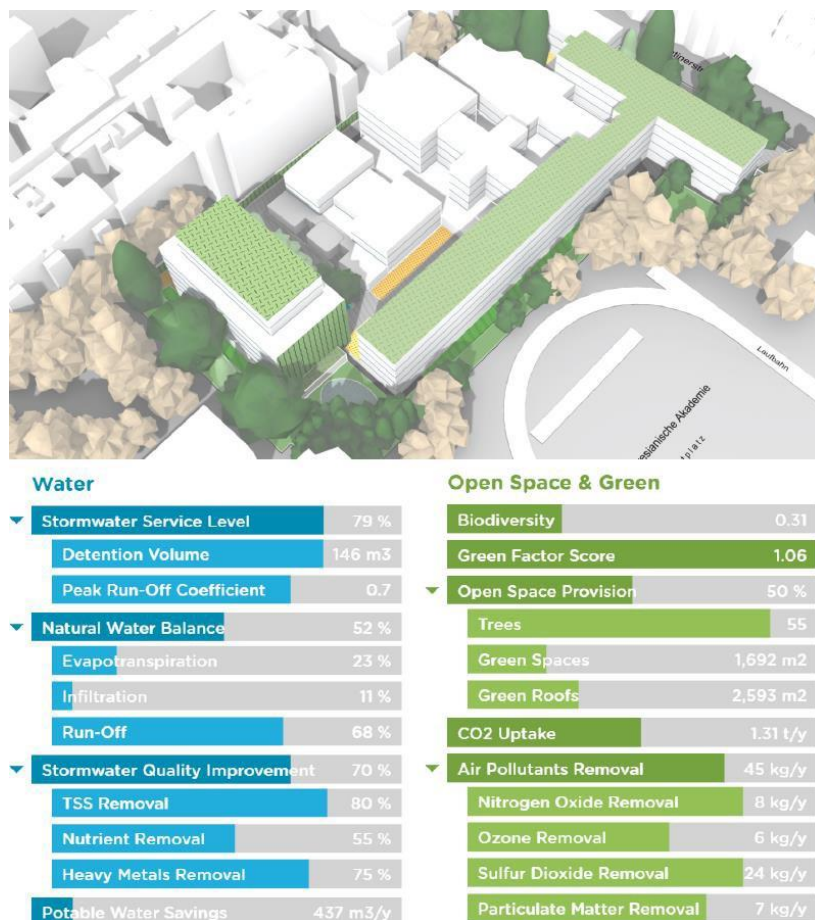 tinerstr
Laufbahn
esianische Akademie
tplatz
Water
Stormwater Service Level 79 %
Detention Volume 146 m3
Peak Run-Off Coefficient 0.7
Natural Water Balance 52 %
Evapotranspiration 23 %
Infiltration 11 %
Run-Off 68 %
Stormwater Quality Improvement 70 %
TSS Removal 80 %
Nutrient Removal 55 %
Heavy Metals Removal 75 %
Potable Water Savings 437 m3/y
Open Space & Green
Biodiversity 0.31
Green Factor Score 1.06
Open Space Provision 50 %
Trees 55
Green Spaces 1,692 m2
Green Roofs 2,593 m2
CO2 Uptake 1.31 t/y
Air Pollutants Removal 45 kg/y
Nitrogen Oxide Removal 8 kg/y
Ozone Removal 6 kg/y
Sulfur Dioxide Removal 24 kg/y
Particulate Matter Removal 7 kg/y